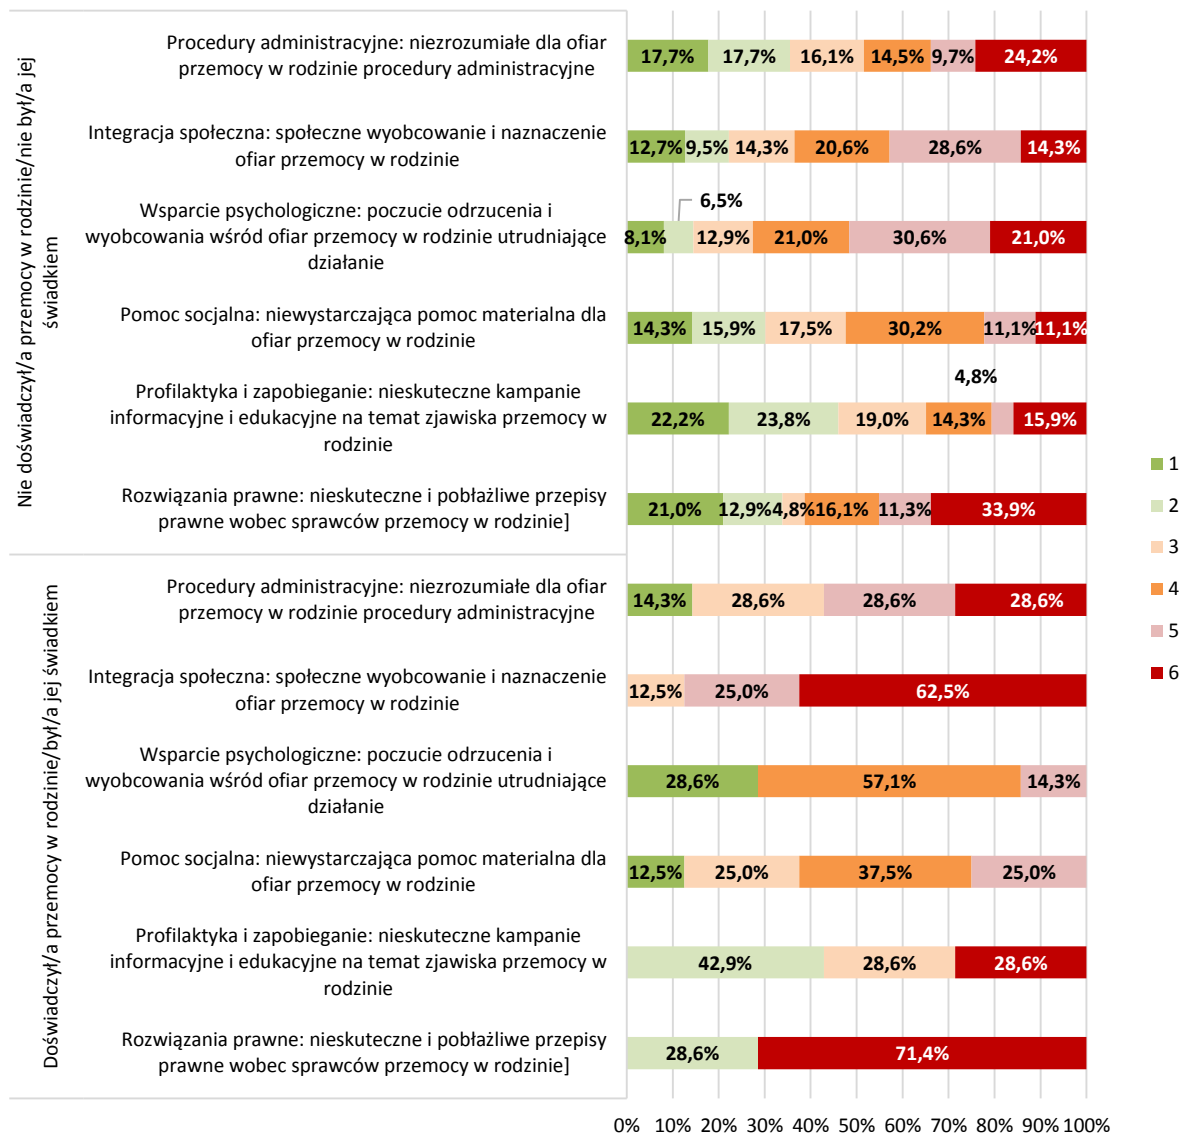 Nie doświadczył/a przemocy w rodzinie/nie był/a jej
świadkiem
Procedury administracyjne: niezrozumiałe dla ofiar
przemocy w rodzinie procedury administracyjne
17,7% 17,7% 16,1% 14,5% 9,7% 24,2%
Integracja społeczna: społeczne wyobcowanie i naznaczenie
ofiar przemocy w rodzinie
12,7% 9,5% 14,3% 20,6% 28,6% 14,3%
Wsparcie psychologiczne: poczucie odrzucenia i
wyobcowania wśród ofiar przemocy w rodzinie utrudniające
działanie
6,5%
8,1% 12,9% 21,0% 30,6% 21,0%
Pomoc socjalna: niewystarczająca pomoc materialna dla
ofiar przemocy w rodzinie
14,3% 15,9% 17,5% 30,2% 11,1% 11,1%
Profilaktyka i zapobieganie: nieskuteczne kampanie
informacyjne i edukacyjne na temat zjawiska przemocy w
rodzinie
4,8%
22,2% 23,8% 19,0% 14,3% 15,9%
Rozwiązania prawne: nieskuteczne i pobłażliwe przepisy
prawne wobec sprawców przemocy w rodzinie]
21,0% 12,9% 4,8% 16,1% 11,3% 33,9%
Doświadczył/a przemocy w rodzinie/był/a jej świadkiem
Procedury administracyjne: niezrozumiałe dla ofiar
przemocy w rodzinie procedury administracyjne
14,3% 28,6% 28,6% 28,6%
Integracja społeczna: społeczne wyobcowanie i naznaczenie
ofiar przemocy w rodzinie
12,5% 25,0% 62,5%
Wsparcie psychologiczne: poczucie odrzucenia i
wyobcowania wśród ofiar przemocy w rodzinie utrudniające
działanie
28,6% 57,1% 14,3%
Pomoc socjalna: niewystarczająca pomoc materialna dla
ofiar przemocy w rodzinie
12,5% 25,0% 37,5% 25,0%
Profilaktyka i zapobieganie: nieskuteczne kampanie
informacyjne i edukacyjne na temat zjawiska przemocy w
rodzinie
42,9% 28,6% 28,6%
Rozwiązania prawne: nieskuteczne i pobłażliwe przepisy
prawne wobec sprawców przemocy w rodzinie]
28,6% 71,4%
0% 10% 20% 30% 40% 50% 60% 70% 80% 90% 100%
1
2
3
4
5
6